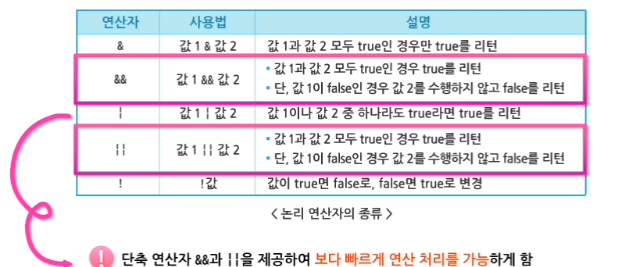 연산자 사용법 설명
& 값 1 & 값 2 값 1과 값 2 모두 true인 경우만 true를 리턴
&& 값 1 && 값 2 • 값 1과 값 2 모두 true인 경우 true를 리턴
• 단, 값 1이 false인 경우 값 2를 수행하지 않고 false를 리턴
¦ 값 1 ¦ 값 2 값 1이나 값 2 중 하나라도 true라면 true를 리턴
¦¦ 값 1 ¦¦ 값 2 • 값 1과 값 2 모두 true인 경우 true를 리턴
• 단, 값 1이 false인 경우 값 2를 수행하지 않고 false를 리턴
! !값 값이 true면 false로, false면 true로 변경
< 논리 연산자의 종류 >
! 단축 연산자 &&과 ¦¦을 제공하여 보다 빠르게 연산 처리를 가능하게 함